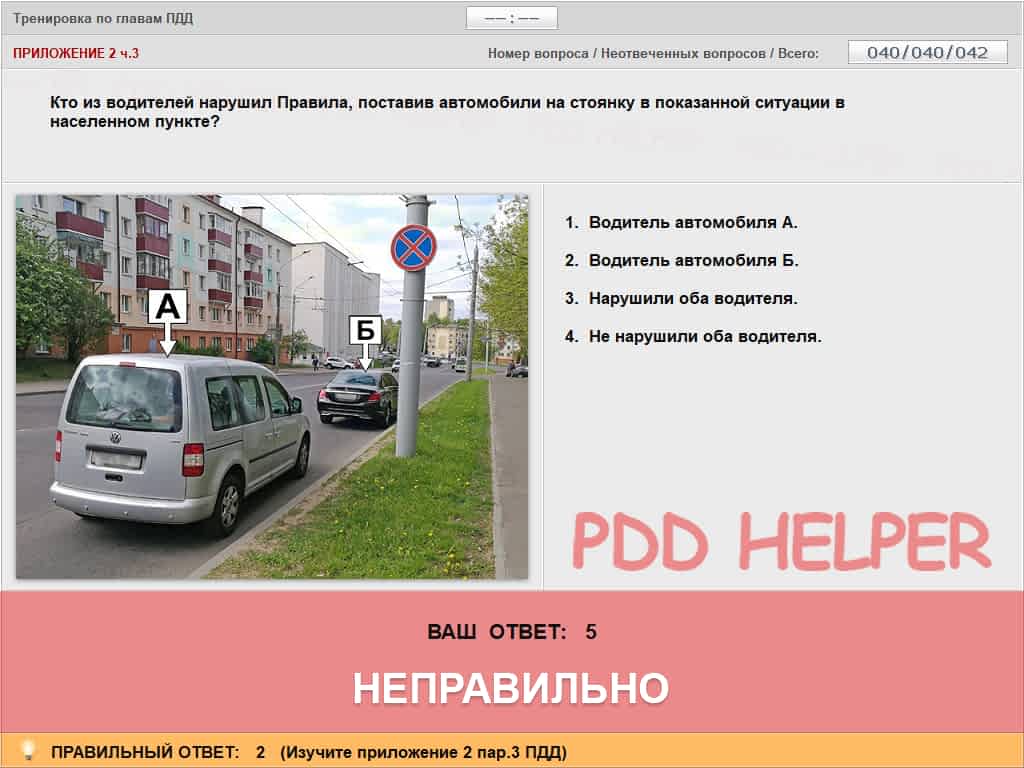 Тренировка по главам ПДД
—— : ——
ПРИЛОЖЕНИЕ 2 ч.3
Номер вопроса / Неотвеченных вопросов / Всего:
040/040/042
Кто из водителей нарушил Правила, поставив автомобили на стоянку в показанной ситуации в
населенном пункте?
А
Б
1. Водитель автомобиля А.
2. Водитель автомобиля Б.
3. Нарушили оба водителя.
4. Не нарушили оба водителя.
PDD HELPER
ВАШ ОТВЕТ: 5
НЕПРАВИЛЬНО
ПРАВИЛЬНЫЙ ОТВЕТ: 2 (Изучите приложение 2 пар.3 ПДД)